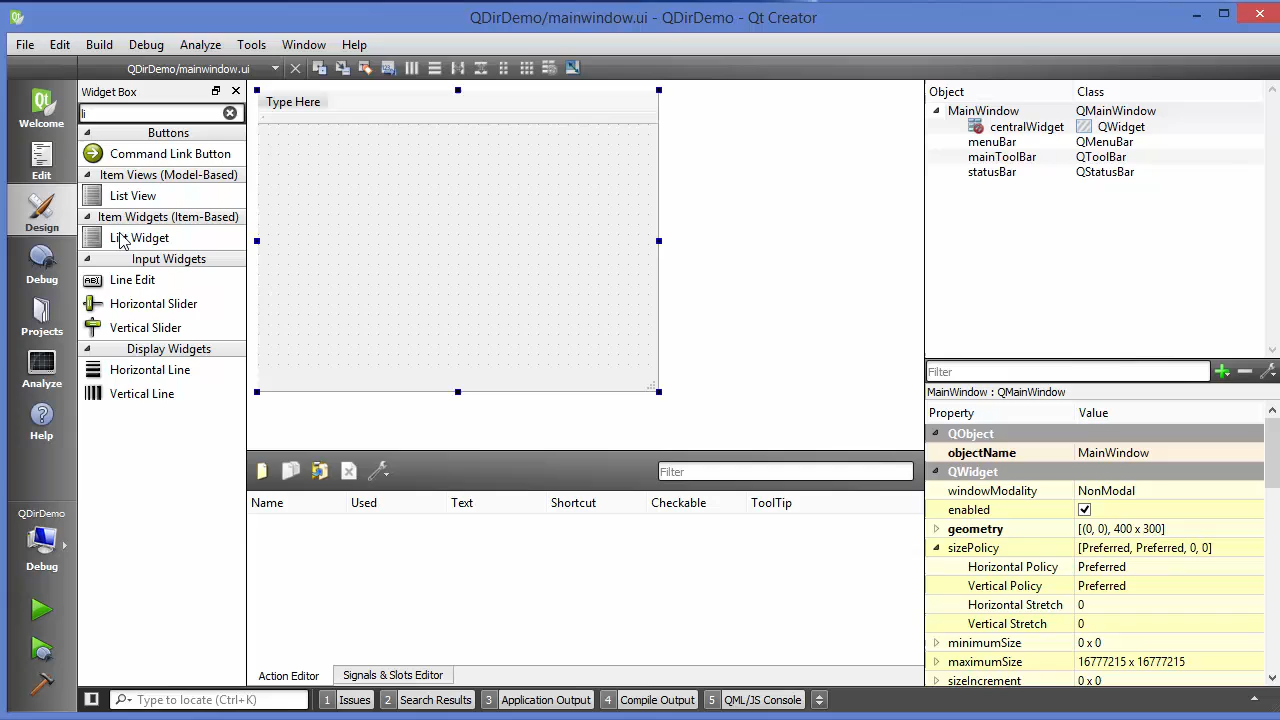 QDirDemo/mainwindow.ui - QDirDemo - Qt Creator
File Edit Build Debug Analyze Tools Window Help
QDirDemo/mainwindow.ui
Widget Box
li
Buttons
Command Link Button
Item Views (Model-Based)
List View
Item Widgets (Item-Based)
List Widget
Input Widgets
Line Edit
Horizontal Slider
Vertical Slider
Display Widgets
Horizontal Line
Vertical Line
Qt
Welcome
Edit
Design
Debug
Projects
Analyze
Help
QDirDemo
Debug
Type Here
Filter
Name Used Text Shortcut Checkable ToolTip
Action Editor Signals & Slots Editor
Object Class
MainWindow QMainWindow
centralWidget QWidget
menuBar QMenuBar
mainToolBar QToolBar
statusBar QStatusBar
Filter
MainWindow : QMainWindow
Property Value
QObject
objectName MainWindow
QWidget
windowModality NonModal
enabled
geometry [(0, 0), 400 x 300]
sizePolicy [Preferred, Preferred, 0, 0]
Horizontal Policy Preferred
Vertical Policy Preferred
Horizontal Stretch 0
Vertical Stretch 0
minimumSize 0 x 0
maximumSize 16777215 x 16777215
sizeIncrement 0 x 0
Type to locate (Ctrl+K) 1 Issues 2 Search Results 3 Application Output 4 Compile Output 5 QML/JS Console